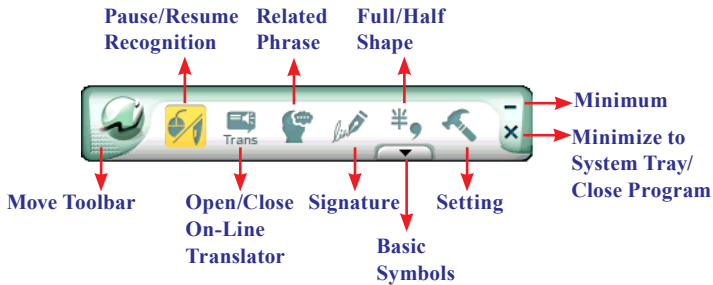 Pause/Resume
Recognition
Related
Phrase
Full/Half
Shape
Minimum
Minimize to
System Tray/
Close Program
Trans
半,
Move Toolbar
Open/Close
On-Line
Translator
Signature
Setting
Basic
Symbols